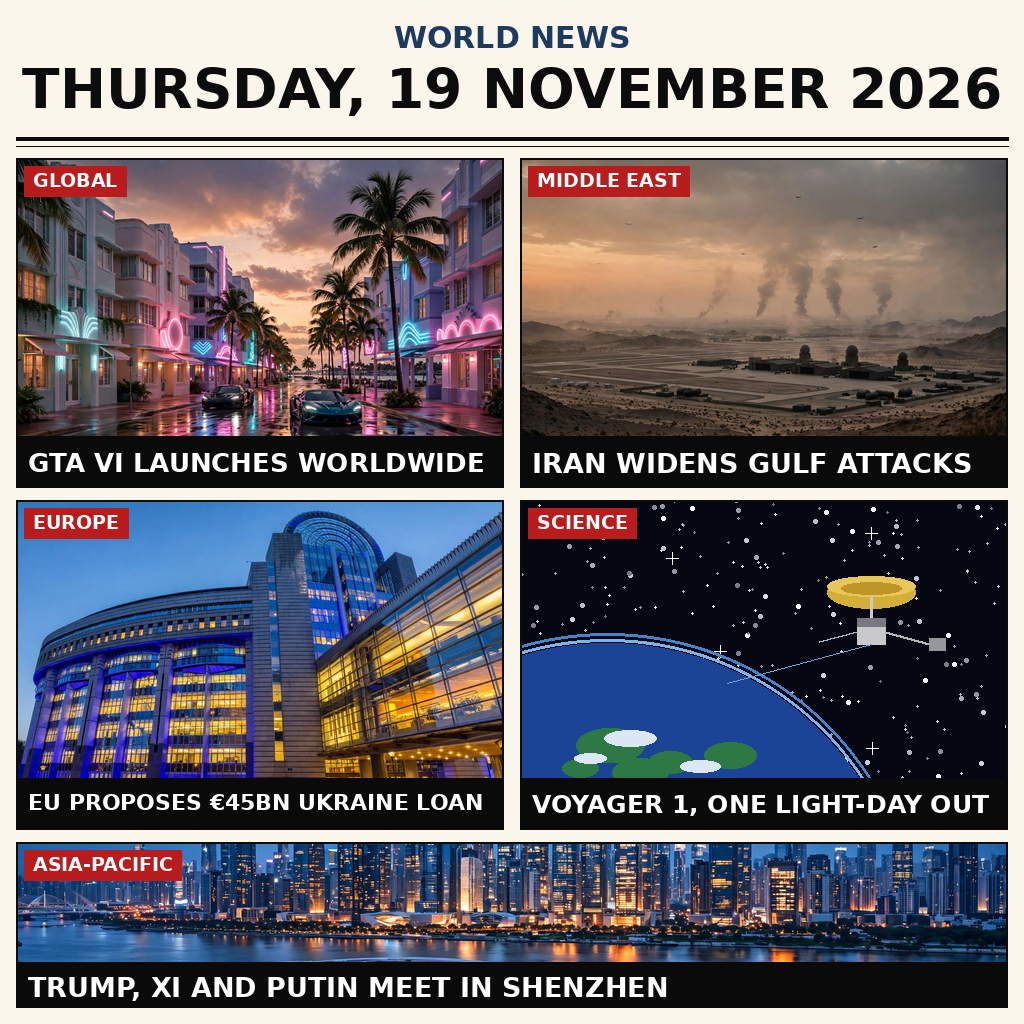 WORLD NEWS
THURSDAY, 19 NOVEMBER 2026
GLOBAL
GTA VI LAUNCHES WORLDWIDE
MIDDLE EAST
IRAN WIDENS GULF ATTACKS
EUROPE
EU PROPOSES €45BN UKRAINE LOAN
SCIENCE
VOYAGER 1, ONE LIGHT-DAY OUT
ASIA-PACIFIC
TRUMP, XI AND PUTIN MEET IN SHENZHEN